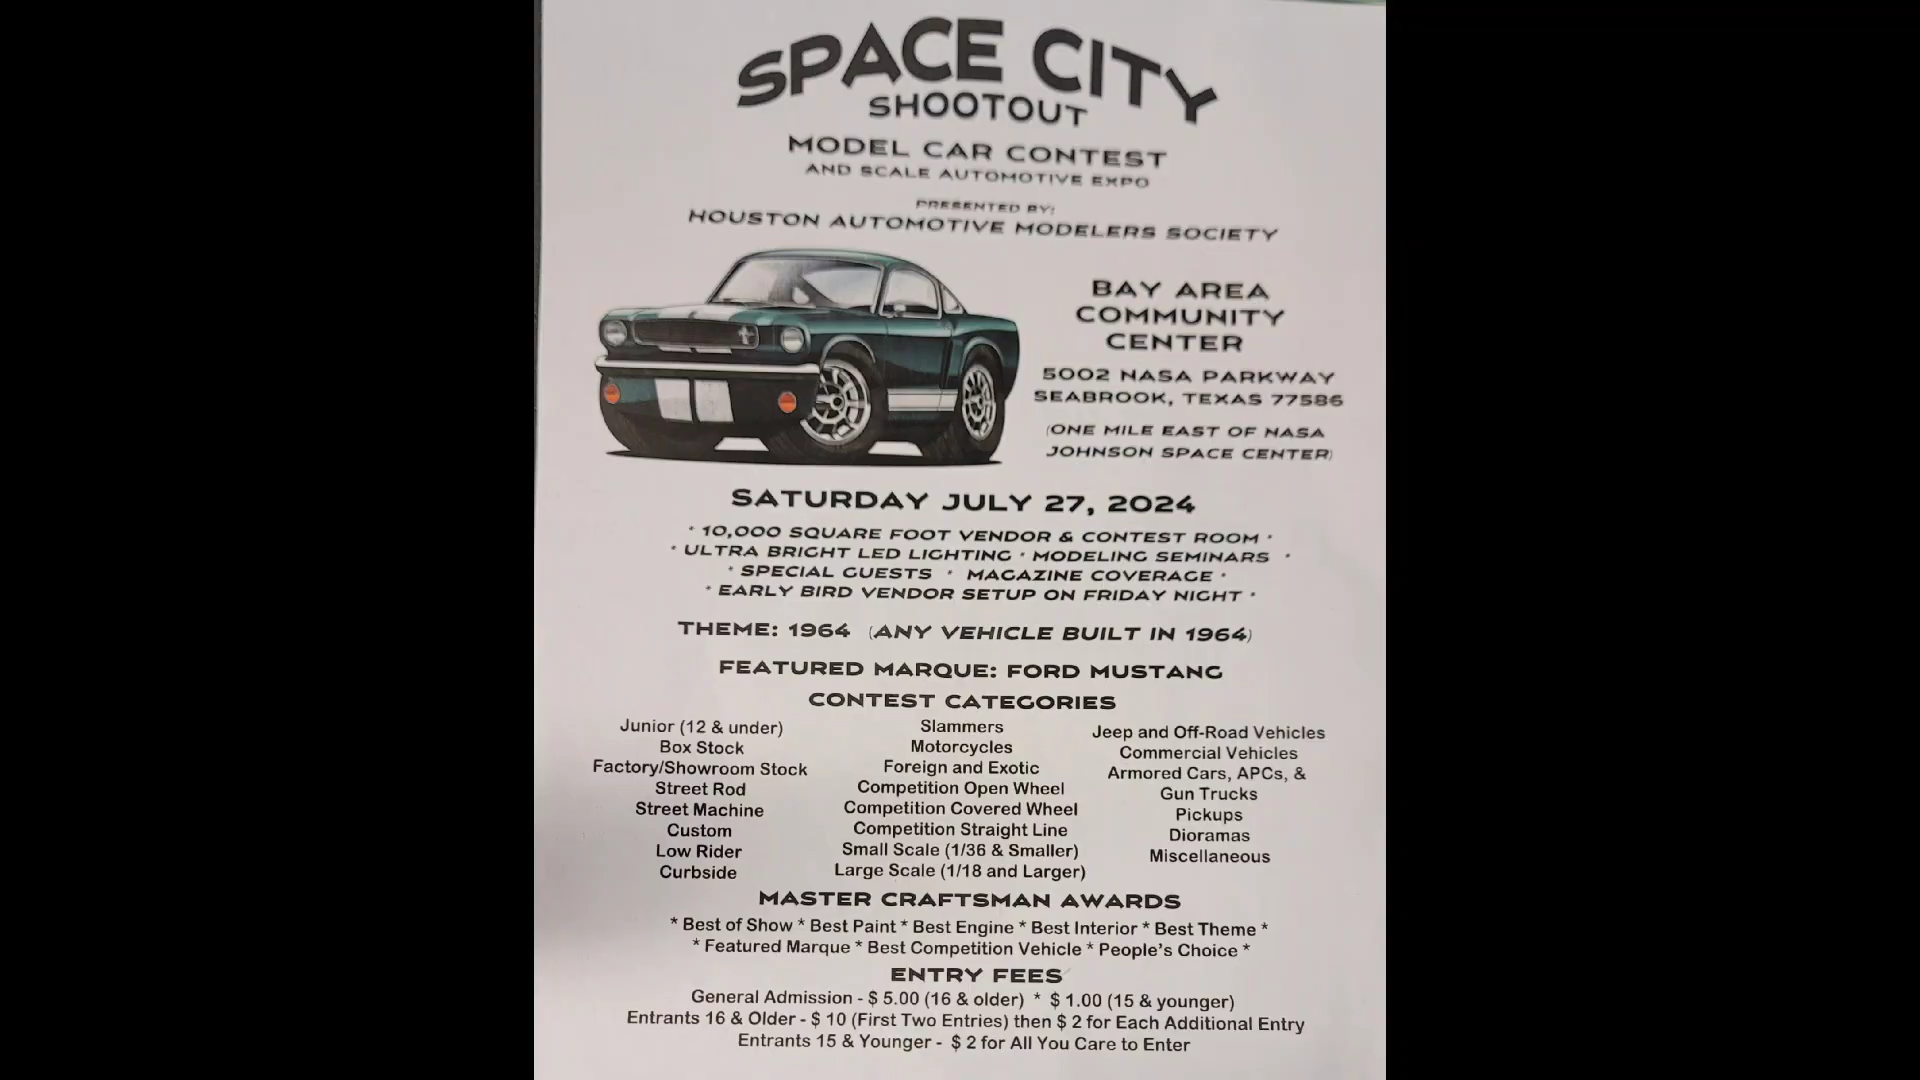 SPACE CITY
SHOOTOUT
MODEL CAR CONTEST
AND SCALE AUTOMOTIVE EXPO
PRESENTED BY:
HOUSTON AUTOMOTIVE MODELERS SOCIETY
BAY AREA
COMMUNITY
CENTER
5002 NASA PARKWAY
SEABROOK, TEXAS 77586
(ONE MILE EAST OF NASA
JOHNSON SPACE CENTER)
SATURDAY JULY 27, 2024
* 10,000 SQUARE FOOT VENDOR & CONTEST ROOM *
* ULTRA BRIGHT LED LIGHTING * MODELING SEMINARS *
* SPECIAL GUESTS * MAGAZINE COVERAGE *
* EARLY BIRD VENDOR SETUP ON FRIDAY NIGHT *
THEME: 1964 (ANY VEHICLE BUILT IN 1964)
FEATURED MARQUE: FORD MUSTANG
CONTEST CATEGORIES
Junior (12 & under)
Box Stock
Factory/Showroom Stock
Street Rod
Street Machine
Custom
Low Rider
Curbside
Slammers
Motorcycles
Foreign and Exotic
Competition Open Wheel
Competition Covered Wheel
Competition Straight Line
Small Scale (1/36 & Smaller)
Large Scale (1/18 and Larger)
Jeep and Off-Road Vehicles
Commercial Vehicles
Armored Cars, APCs, &
Gun Trucks
Pickups
Dioramas
Miscellaneous
MASTER CRAFTSMAN AWARDS
* Best of Show * Best Paint * Best Engine * Best Interior * Best Theme *
* Featured Marque * Best Competition Vehicle * People's Choice *
ENTRY FEES
General Admission - $ 5.00 (16 & older) * $ 1.00 (15 & younger)
Entrants 16 & Older - $ 10 (First Two Entries) then $ 2 for Each Additional Entry
Entrants 15 & Younger - $ 2 for All You Care to Enter